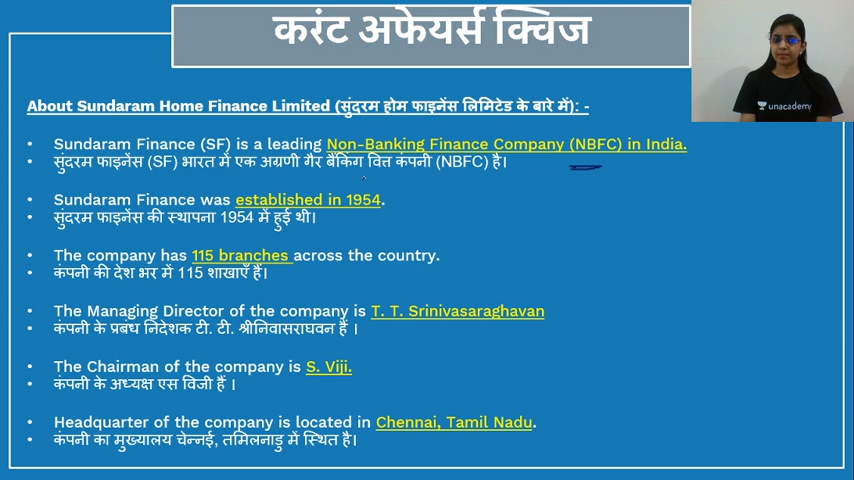 करंट अफेयर्स क्विज
unacademy
About Sundaram Home Finance Limited (सुंदरम होम फाइनेंस लिमिटेड के बारे में): -
• Sundaram Finance (SF) is a leading Non-Banking Finance Company (NBFC) in India.
• सुंदरम फाइनेंस (SF) भारत में एक अग्रणी गैर बैंकिंग वित्त कंपनी (NBFC) है।
• Sundaram Finance was established in 1954.
• सुंदरम फाइनेंस की स्थापना 1954 में हुई थी।
• The company has 115 branches across the country.
• कंपनी की देश भर में 115 शाखाएँ हैं।
• The Managing Director of the company is T. T. Srinivasaraghavan
• कंपनी के प्रबंध निदेशक टी. टी. श्रीनिवासराघवन हैं ।
• The Chairman of the company is S. Viji.
• कंपनी के अध्यक्ष एस विजी हैं ।
• Headquarter of the company is located in Chennai, Tamil Nadu.
• कंपनी का मुख्यालय चेन्नई, तमिलनाडु में स्थित है।